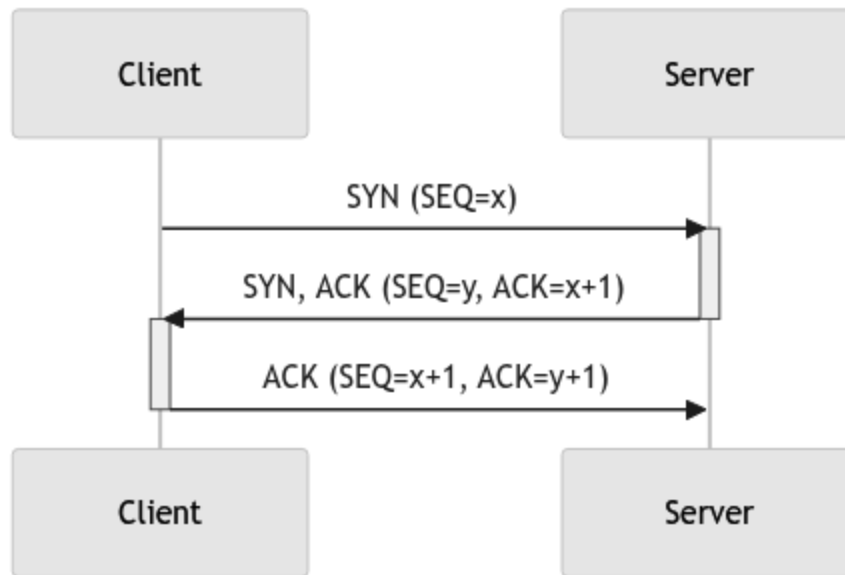 Client
Server
SYN (SEQ=x)
SYN, ACK (SEQ=y, ACK=x+1)
ACK (SEQ=x+1, ACK=y+1)
Client
Server